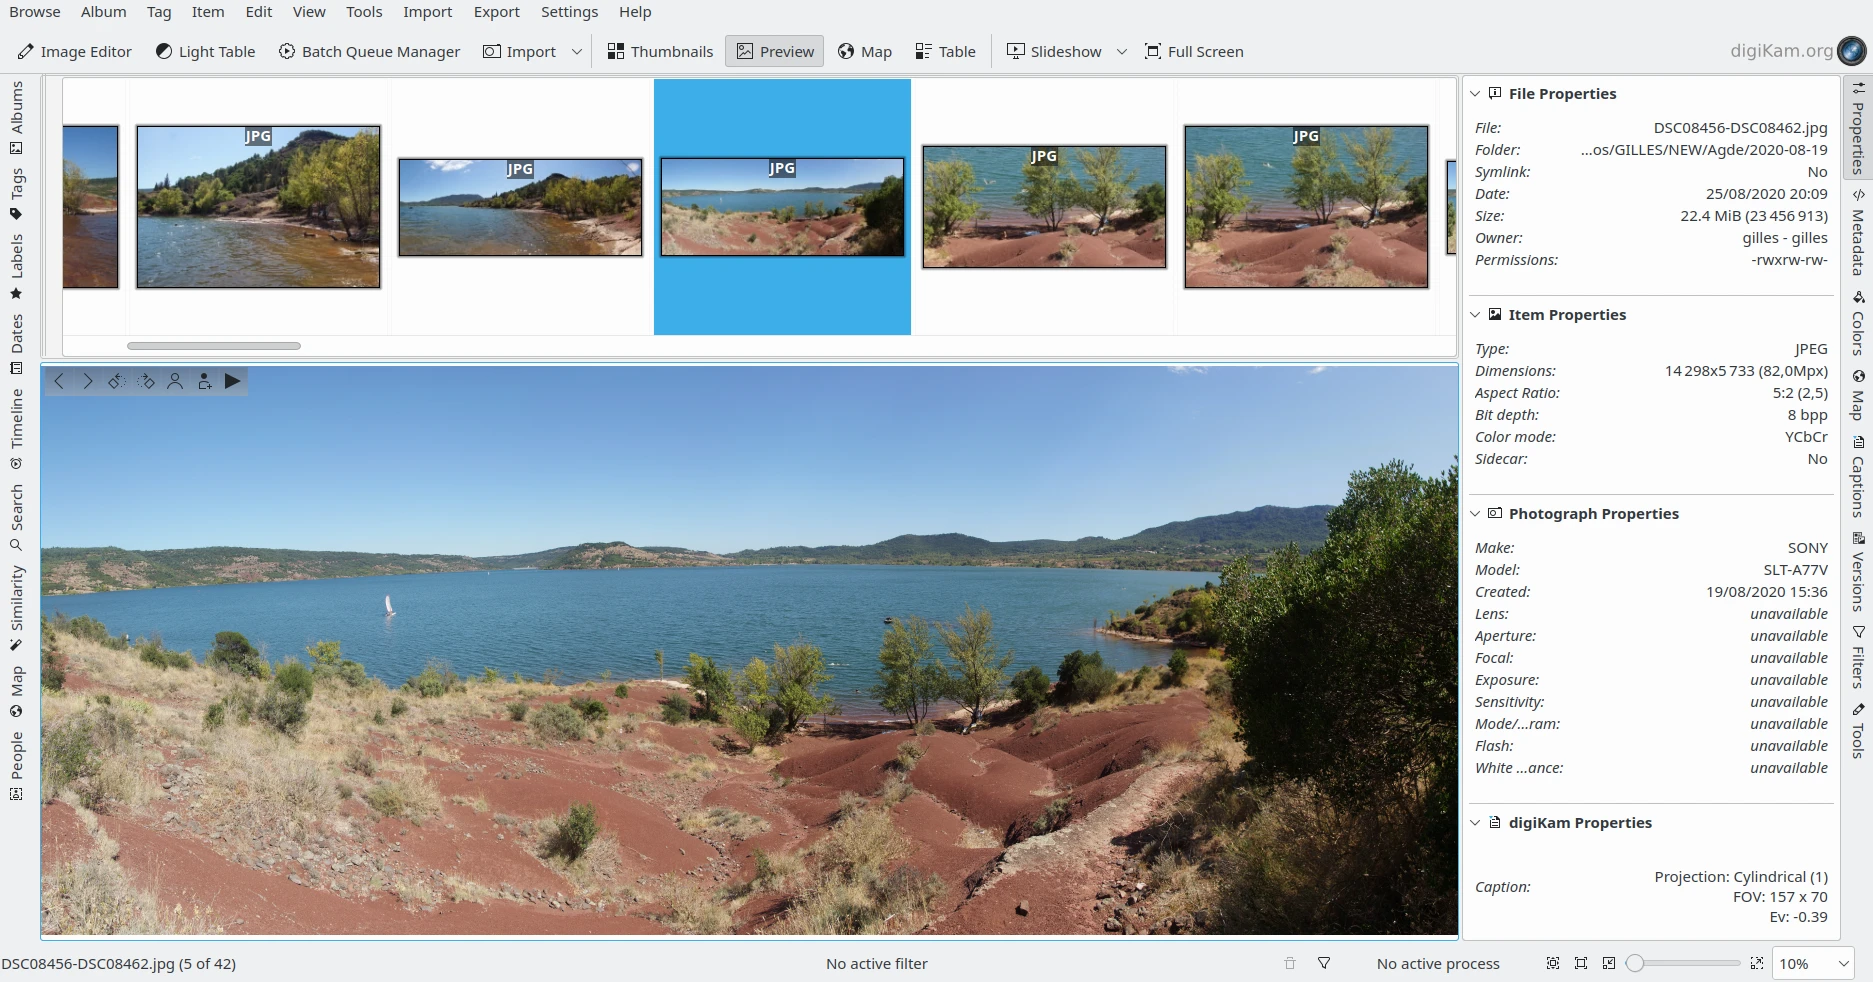 Browse Album Tag Item Edit View Tools Import Export Settings Help
Image Editor Light Table Batch Queue Manager Import Thumbnails Preview Map Table Slideshow Full Screen digiKam.org
Albums
Tags
Labels
Dates
Timeline
Search
Similarity
Map
People
JPG
JPG
JPG
JPG
JPG
File Properties
File: DSC08456-DSC08462.jpg
Folder: ...os/GILLES/NEW/Agde/2020-08-19
Symlink: No
Date: 25/08/2020 20:09
Size: 22.4 MiB (23 456 913)
Owner: gilles - gilles
Permissions: -rwxrw-rw-
Item Properties
Type: JPEG
Dimensions: 14 298x5 733 (82,0Mpx)
Aspect Ratio: 5:2 (2,5)
Bit depth: 8 bpp
Color mode: YCbCr
Sidecar: No
Photograph Properties
Make: SONY
Model: SLT-A77V
Created: 19/08/2020 15:36
Lens: unavailable
Aperture: unavailable
Focal: unavailable
Exposure: unavailable
Sensitivity: unavailable
Mode/...ram: unavailable
Flash: unavailable
White ...ance: unavailable
digiKam Properties
Caption: Projection: Cylindrical (1)
FOV: 157 x 70
Ev: -0.39
Properties
Metadata
Colors
Map
Captions
Versions
Filters
Tools
DSC08456-DSC08462.jpg (5 of 42) No active filter No active process 10%